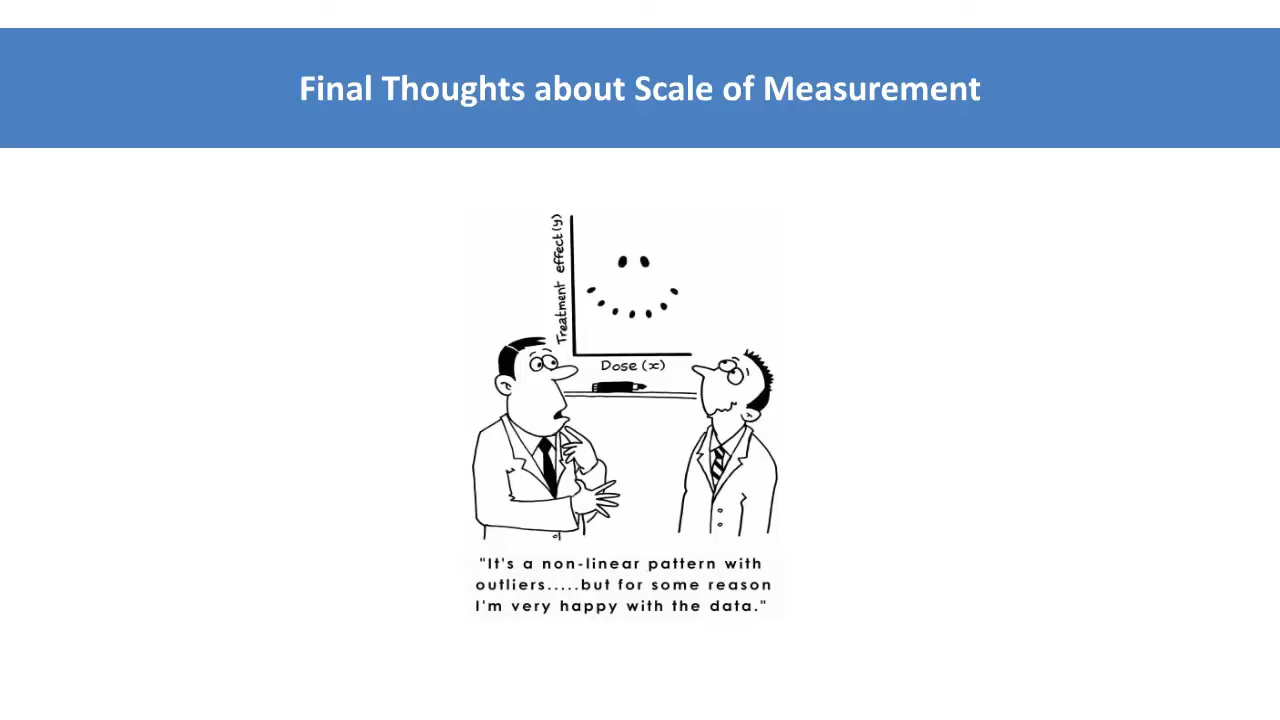 Final Thoughts about Scale of Measurement
Treatment effect (y)
Dose (x)
"It's a non-linear pattern with
outliers.....but for some reason
I'm very happy with the data."